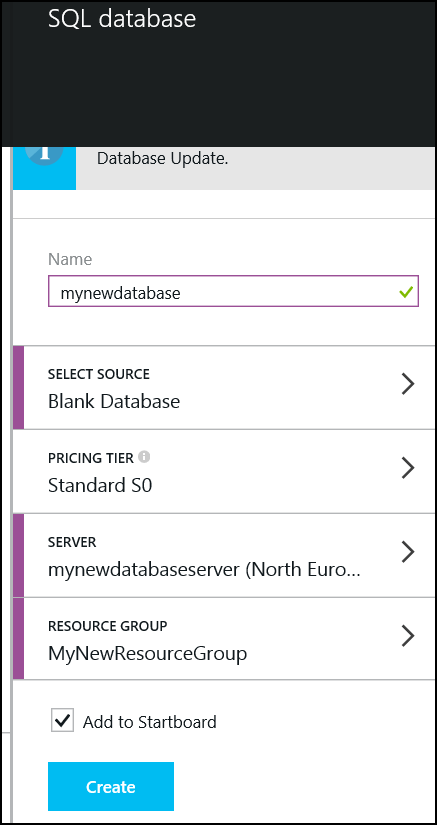 SQL database
Database Update.
Name
mynewdatabase
SELECT SOURCE
Blank Database
PRICING TIER
Standard S0
SERVER
mynewdatabaseserver (North Euro...
RESOURCE GROUP
MyNewResourceGroup
Add to Startboard
Create